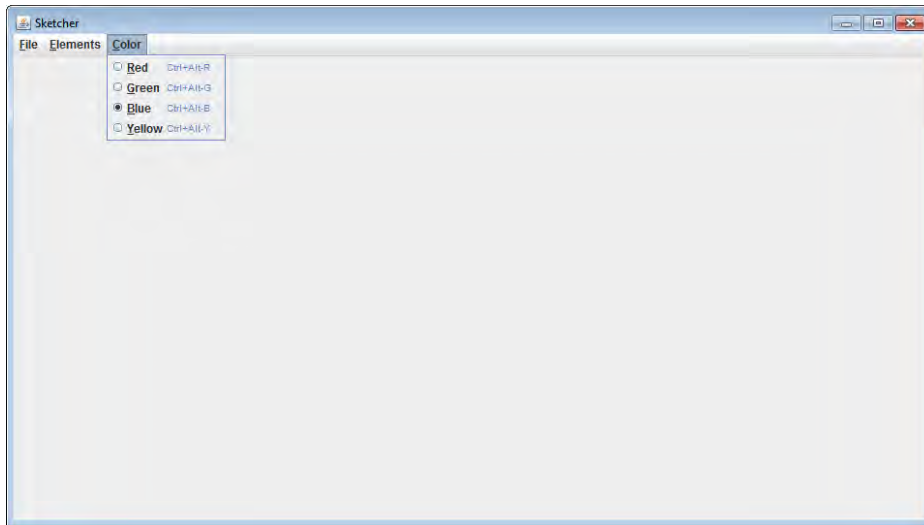 Sketcher
File Elements Color
Red Ctrl+Alt-R
Green Ctrl+Alt-G
Blue Ctrl+Alt-B
Yellow Ctrl+Alt-Y